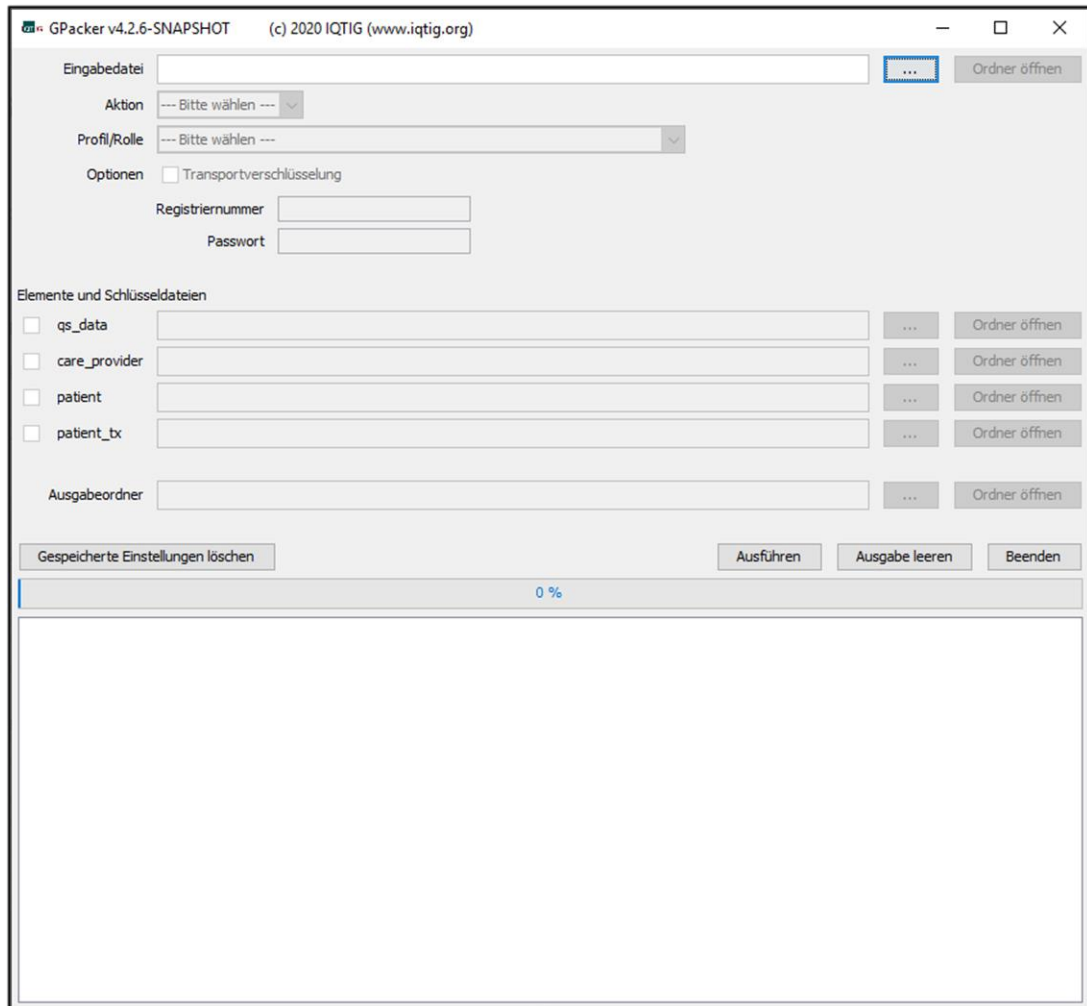 GPacker v4.2.6-SNAPSHOT (c) 2020 IQTIG (www.iqtig.org)
Eingabedatei ... Ordner öffnen
Aktion --- Bitte wählen ---
Profil/Rolle --- Bitte wählen ---
Optionen Transportverschlüsselung
Registriernummer
Passwort
Elemente und Schlüsseldateien
qs_data ... Ordner öffnen
care_provider ... Ordner öffnen
patient ... Ordner öffnen
patient_tx ... Ordner öffnen
Ausgabeordner ... Ordner öffnen
Gespeicherte Einstellungen löschen Ausführen Ausgabe leeren Beenden
0 %